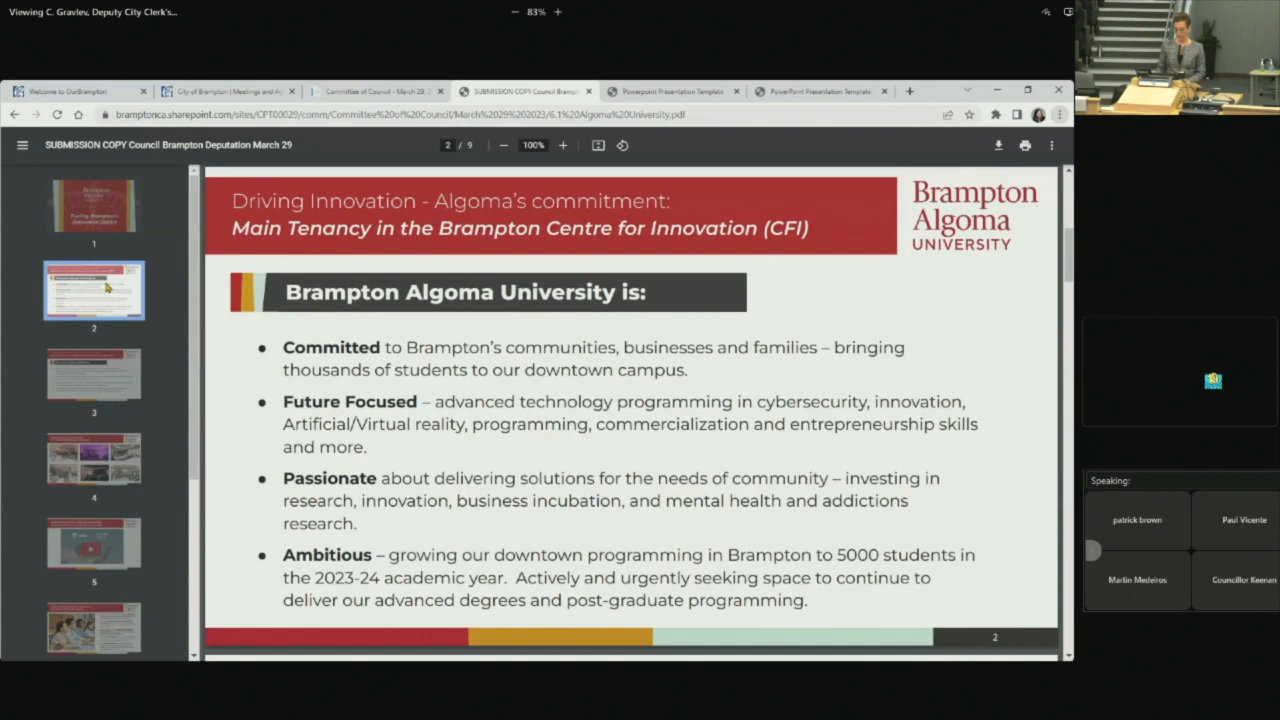 Viewing C. Gravlev, Deputy City Clerk's...
83%
Welcome to OurBrampton
City of Brampton | Meetings and Ag
Committee of Council - March 29, 2
SUBMISSION COPY Council Brampt
Powerpoint Presentation Template
PowerPoint Presentation Template
bramptonca.sharepoint.com/sites/CPT00029/comm/Committee%20of%20Council/March%2029%202023/6.1%20Algoma%20University.pdf
SUBMISSION COPY Council Brampton Deputation March 29
2 / 9
100%
1
2
3
4
5
Driving Innovation - Algoma's commitment:
Main Tenancy in the Brampton Centre for Innovation (CFI)
Brampton
Algoma
UNIVERSITY
Brampton Algoma University is:
• Committed to Brampton's communities, businesses and families – bringing
thousands of students to our downtown campus.
• Future Focused – advanced technology programming in cybersecurity, innovation,
Artificial/Virtual reality, programming, commercialization and entrepreneurship skills
and more.
• Passionate about delivering solutions for the needs of community – investing in
research, innovation, business incubation, and mental health and addictions
research.
• Ambitious – growing our downtown programming in Brampton to 5000 students in
the 2023-24 academic year. Actively and urgently seeking space to continue to
deliver our advanced degrees and post-graduate programming.
2
Speaking:
patrick brown
Paul Vicente
Martin Medeiros
Councillor Keenan